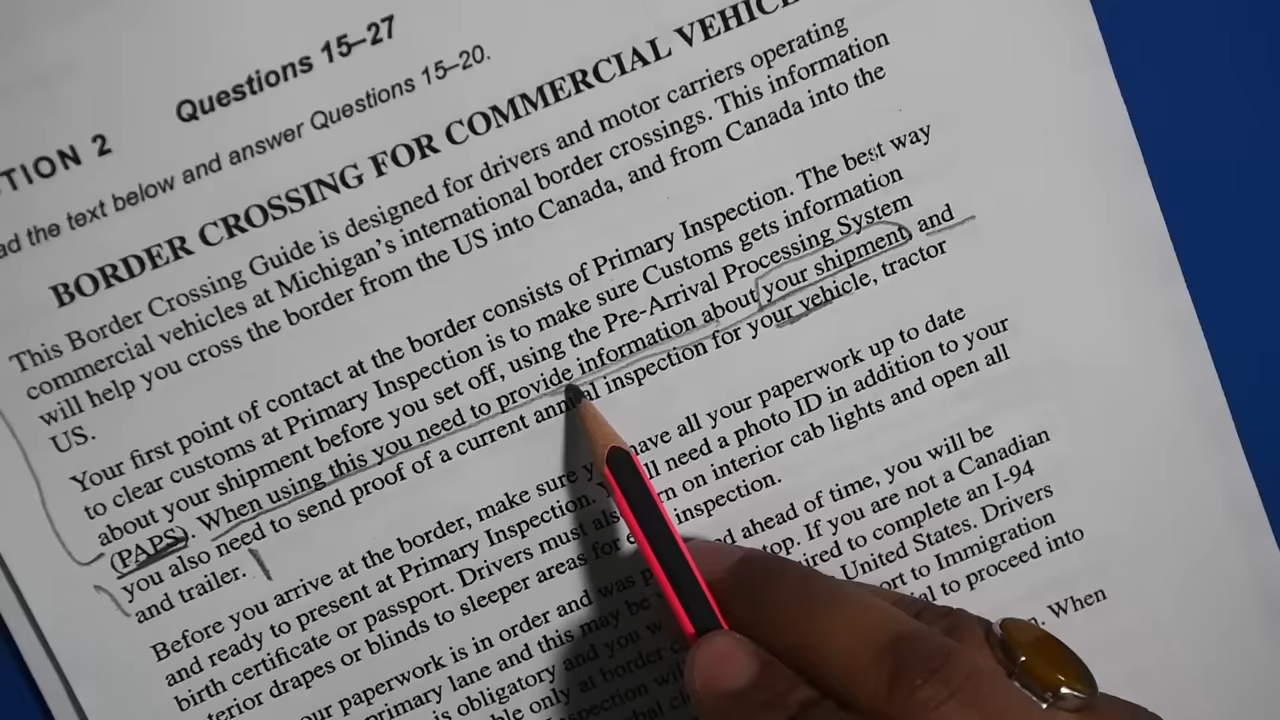 TION 2 Questions 15–27
ad the text below and answer Questions 15–20.
BORDER CROSSING FOR COMMERCIAL
This Border Crossing Guide is designed for drivers and motor carriers operating
commercial vehicles at Michigan's international border crossings. This information
will help you cross the border from the US into Canada, and from Canada into the
US.
Your first point of contact at the border consists of Primary Inspection. The best way
to clear customs at Primary Inspection is to make sure Customs gets information
about your shipment before you set off, using the Pre-Arrival Processing System
(PAPS). When using this you need to provide information about your shipment and
you also need to send proof of a current annual inspection for your vehicle, tractor
and trailer.
Before you arrive at the border, make sure y have all your paperwork up to date
and ready to present at Primary Inspection. ll need a photo ID in addition to your
birth certificate or passport. Drivers must als rn on interior cab lights and open all
terior drapes or blinds to sleeper areas for inspection.
our paperwork is in order and was p d ahead of time, you will be
primary lane and this may be top. If you are not a Canadian
is obligatory and you w ired to complete an I-94
ble only at border c United States. Drivers
nspection wil ort to Immigration
ial to proceed into
When